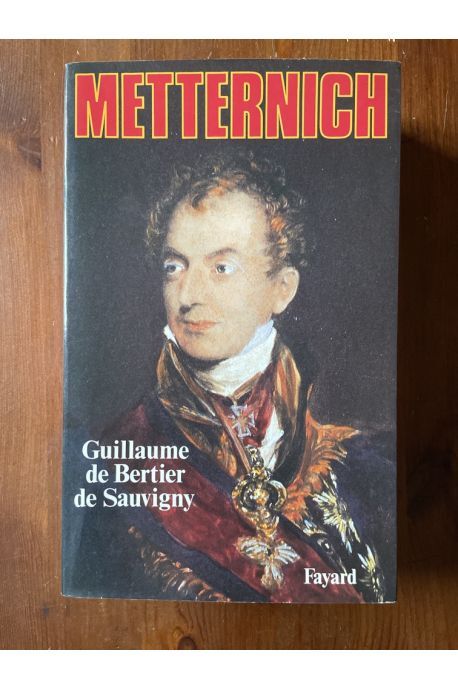 METTERNICH
Guillaume
de Bertier
de Sauvigny
Fayard